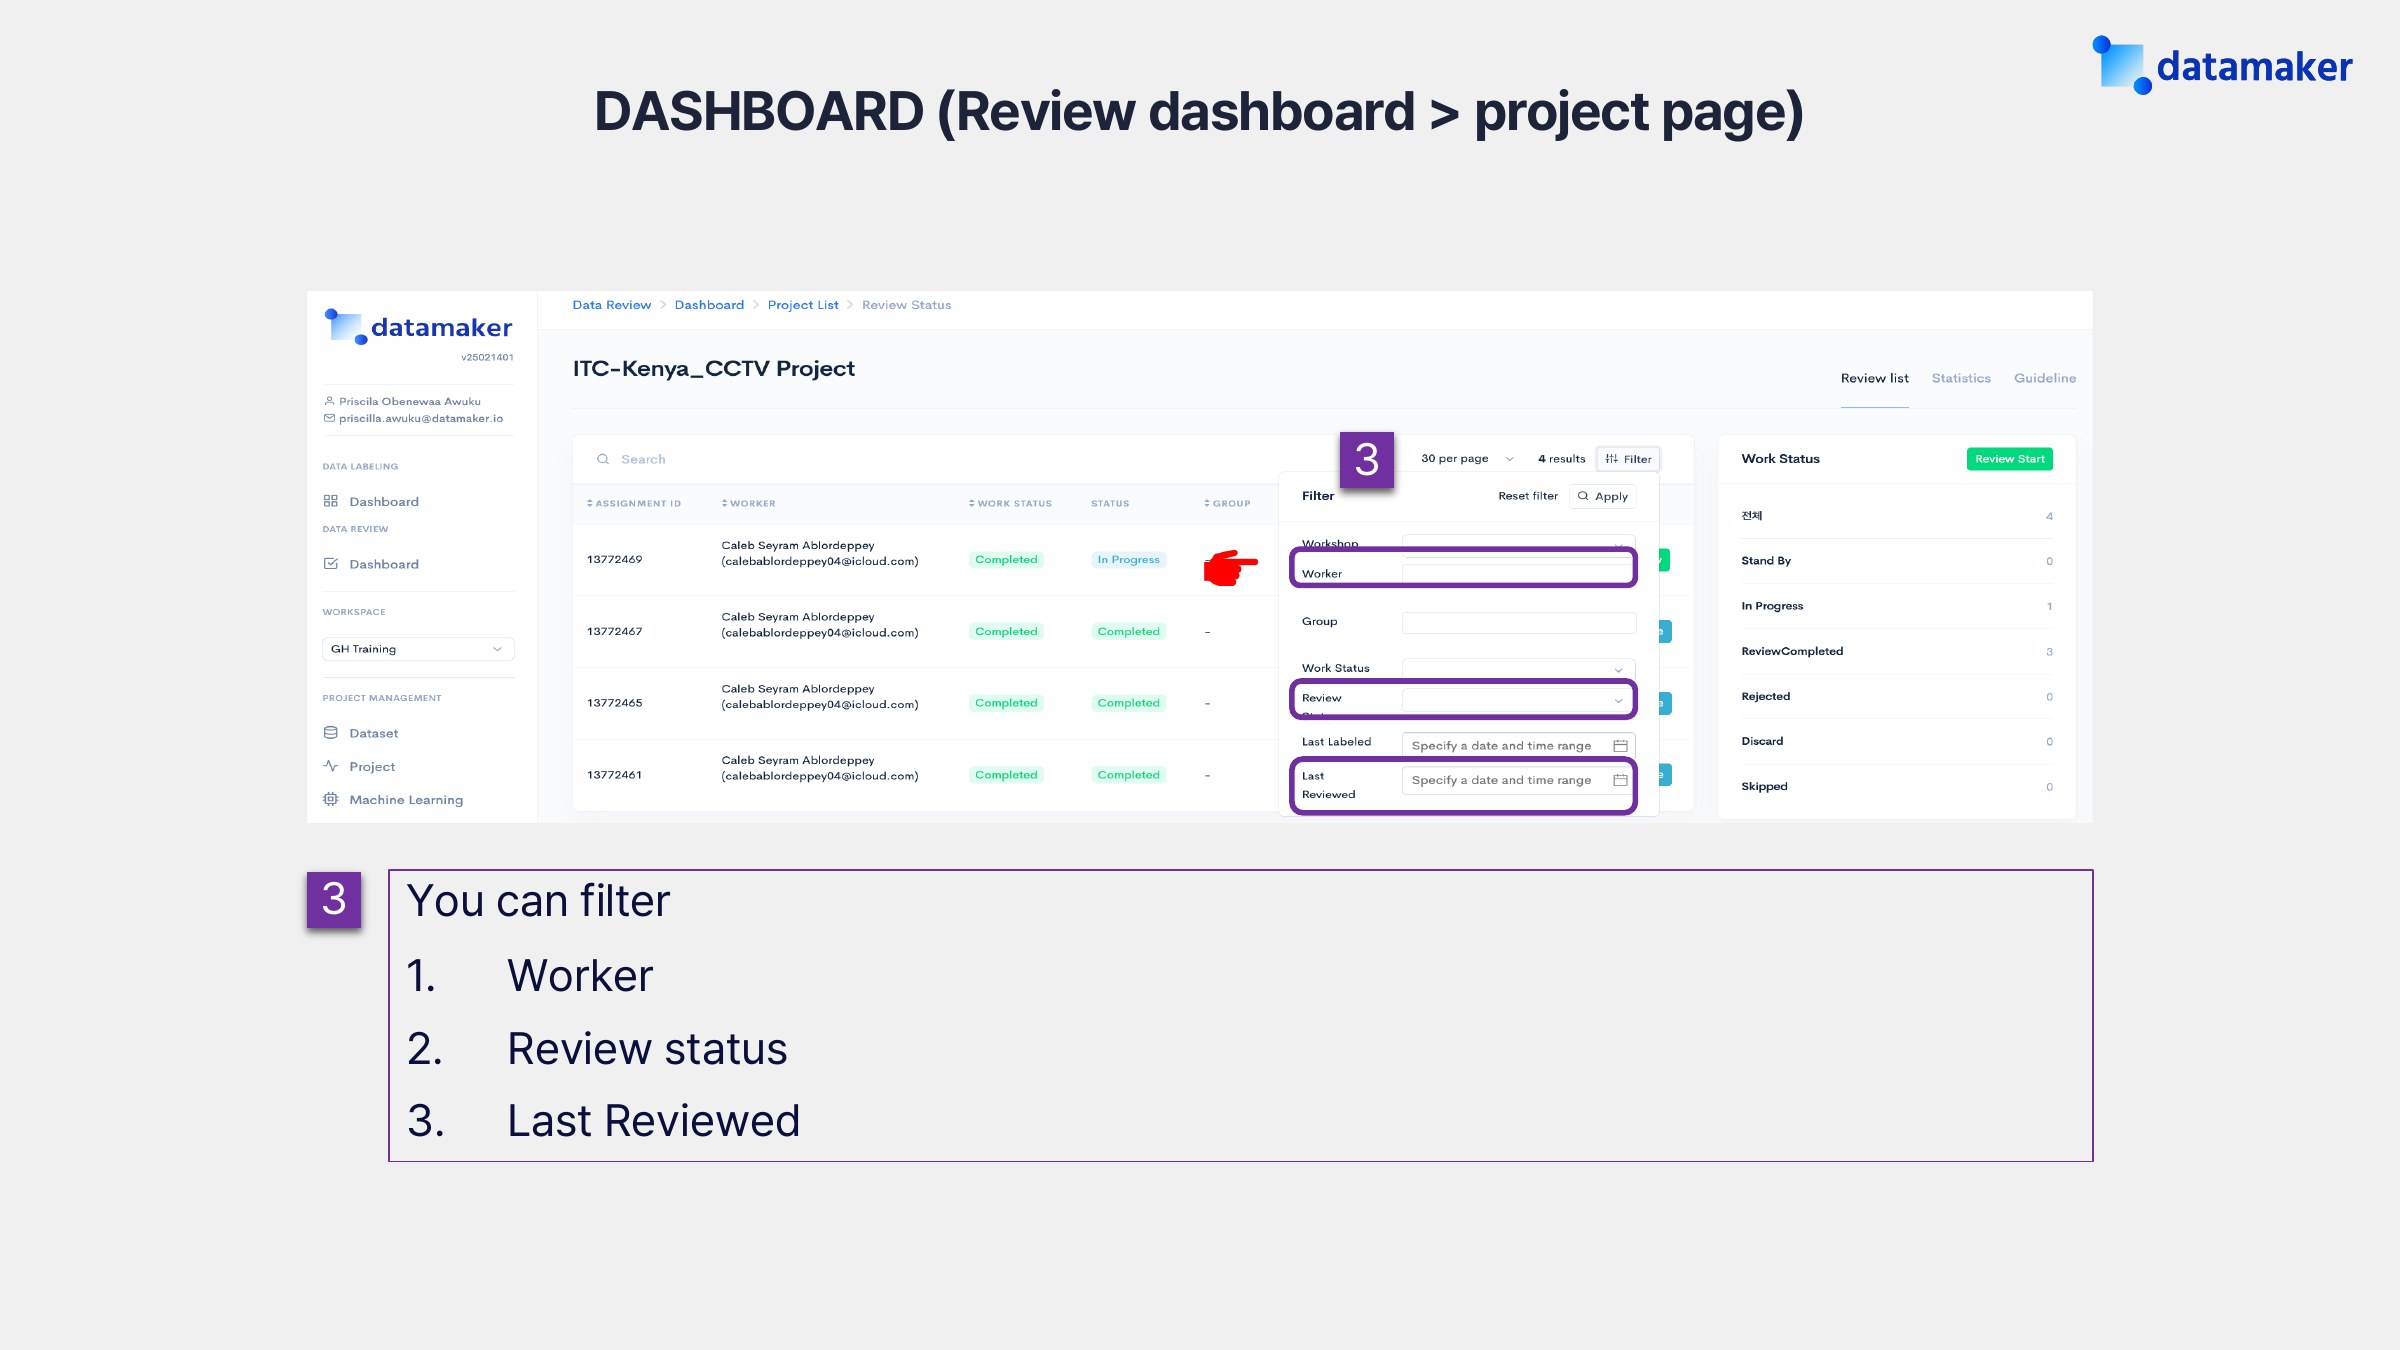 datamaker
DASHBOARD (Review dashboard > project page)
datamaker
v25021401
Priscila Obenewaa Awuku
priscilla.awuku@datamaker.io
DATA LABELING
Dashboard
DATA REVIEW
Dashboard
WORKSPACE
GH Training
PROJECT MANAGEMENT
Dataset
Project
Machine Learning
Data Review > Dashboard > Project List > Review Status
ITC-Kenya_CCTV Project
Review list Statistics Guideline
Search
3
30 per page 4 results Filter
ASSIGNMENT ID WORKER WORK STATUS STATUS GROUP
13772469 Caleb Seyram Ablordeppey (calebablordeppey04@icloud.com) Completed In Progress
13772467 Caleb Seyram Ablordeppey (calebablordeppey04@icloud.com) Completed Completed -
13772465 Caleb Seyram Ablordeppey (calebablordeppey04@icloud.com) Completed Completed -
13772461 Caleb Seyram Ablordeppey (calebablordeppey04@icloud.com) Completed Completed -
Filter Reset filter Apply
Workshop
Worker
Group
Work Status
Review
Last Labeled Specify a date and time range
Last Reviewed Specify a date and time range
Work Status Review Start
전체 4
Stand By 0
In Progress 1
ReviewCompleted 3
Rejected 0
Discard 0
Skipped 0
3
You can filter
1. Worker
2. Review status
3. Last Reviewed